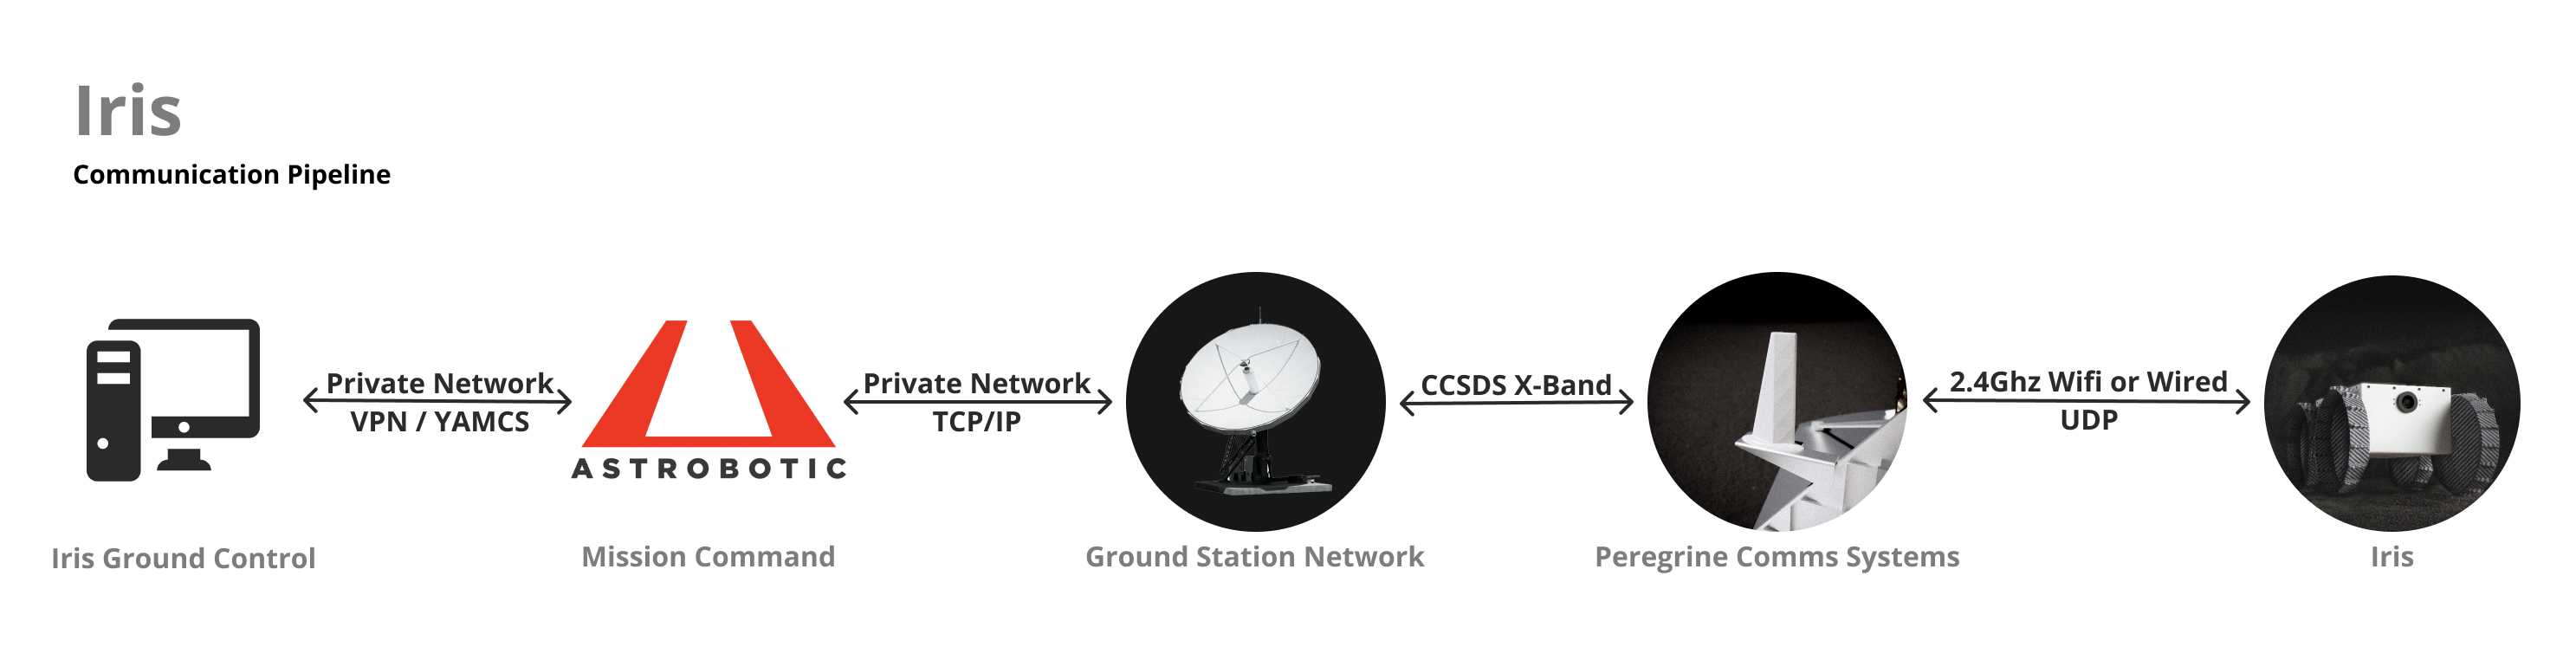 Iris
Communication Pipeline
Private Network
VPN / YAMCS
ASTROBOTIC
Private Network
TCP/IP
CCSDS X-Band
2.4Ghz Wifi or Wired
UDP
Iris Ground Control
Mission Command
Ground Station Network
Peregrine Comms Systems
Iris